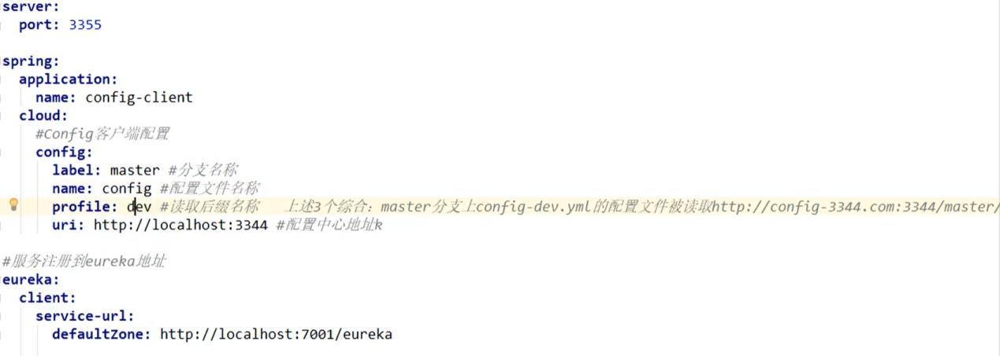 server:
  port: 3355
spring:
  application:
    name: config-client
  cloud:
    #Config客户端配置
    config:
      label: master #分支名称
      name: config #配置文件名称
      profile: dev #读取后缀名称   上述3个综合：master分支上config-dev.yml的配置文件被读取http://config-3344.com:3344/master/
      uri: http://localhost:3344 #配置中心地址k
#服务注册到eureka地址
eureka:
  client:
    service-url:
      defaultZone: http://localhost:7001/eureka